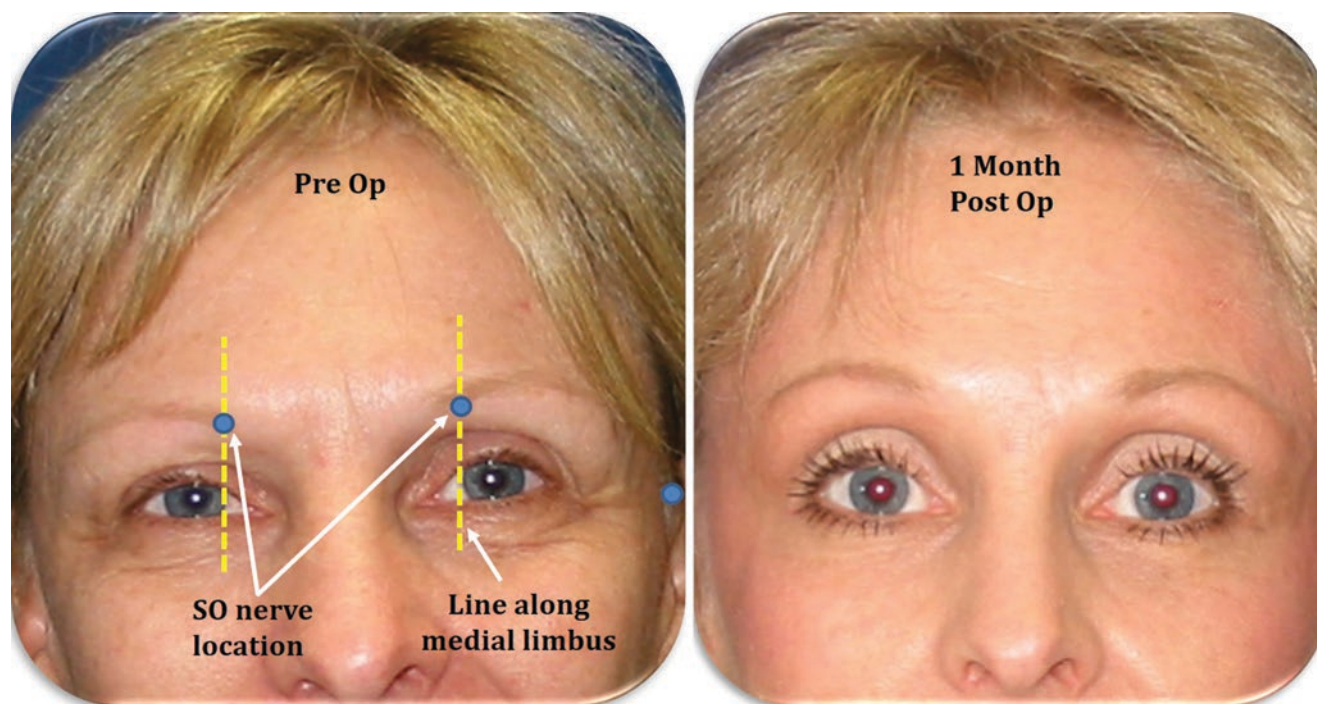 Pre Op
SO nerve
location
Line along
medial limbus
1 Month
Post Op